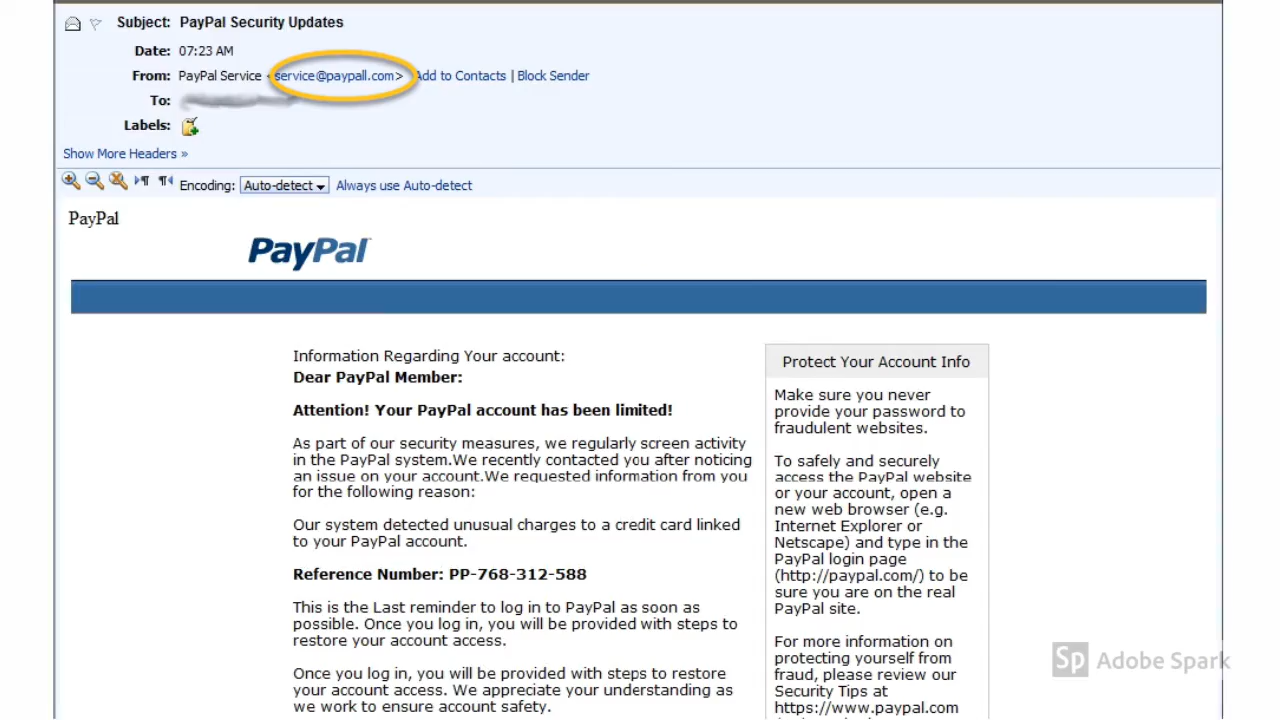 Subject: PayPal Security Updates
Date: 07:23 AM
From: PayPal Service <service@paypall.com> Add to Contacts | Block Sender
To:
Labels:
Show More Headers »
Encoding: Auto-detect Always use Auto-detect
PayPal
PayPal
Information Regarding Your account:
Dear PayPal Member:
Attention! Your PayPal account has been limited!
As part of our security measures, we regularly screen activity
in the PayPal system.We recently contacted you after noticing
an issue on your account.We requested information from you
for the following reason:
Our system detected unusual charges to a credit card linked
to your PayPal account.
Reference Number: PP-768-312-588
This is the Last reminder to log in to PayPal as soon as
possible. Once you log in, you will be provided with steps to
restore your account access.
Once you log in, you will be provided with steps to restore
your account access. We appreciate your understanding as
we work to ensure account safety.
Protect Your Account Info
Make sure you never
provide your password to
fraudulent websites.
To safely and securely
access the PayPal website
or your account, open a
new web browser (e.g.
Internet Explorer or
Netscape) and type in the
PayPal login page
(http://paypal.com/) to be
sure you are on the real
PayPal site.
For more information on
protecting yourself from
fraud, please review our
Security Tips at
https://www.paypal.com
Sp Adobe Spark